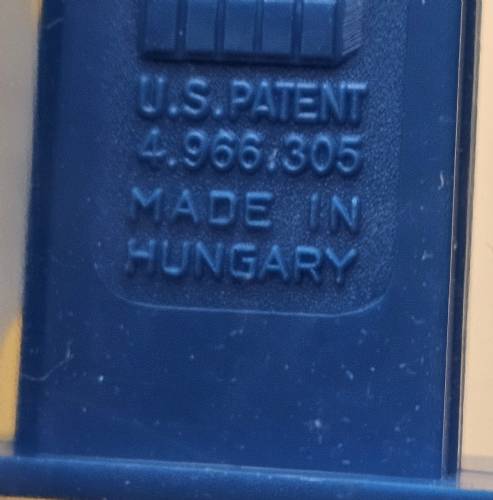 U.S.PATENT
4.966.305
MADE IN
HUNGARY